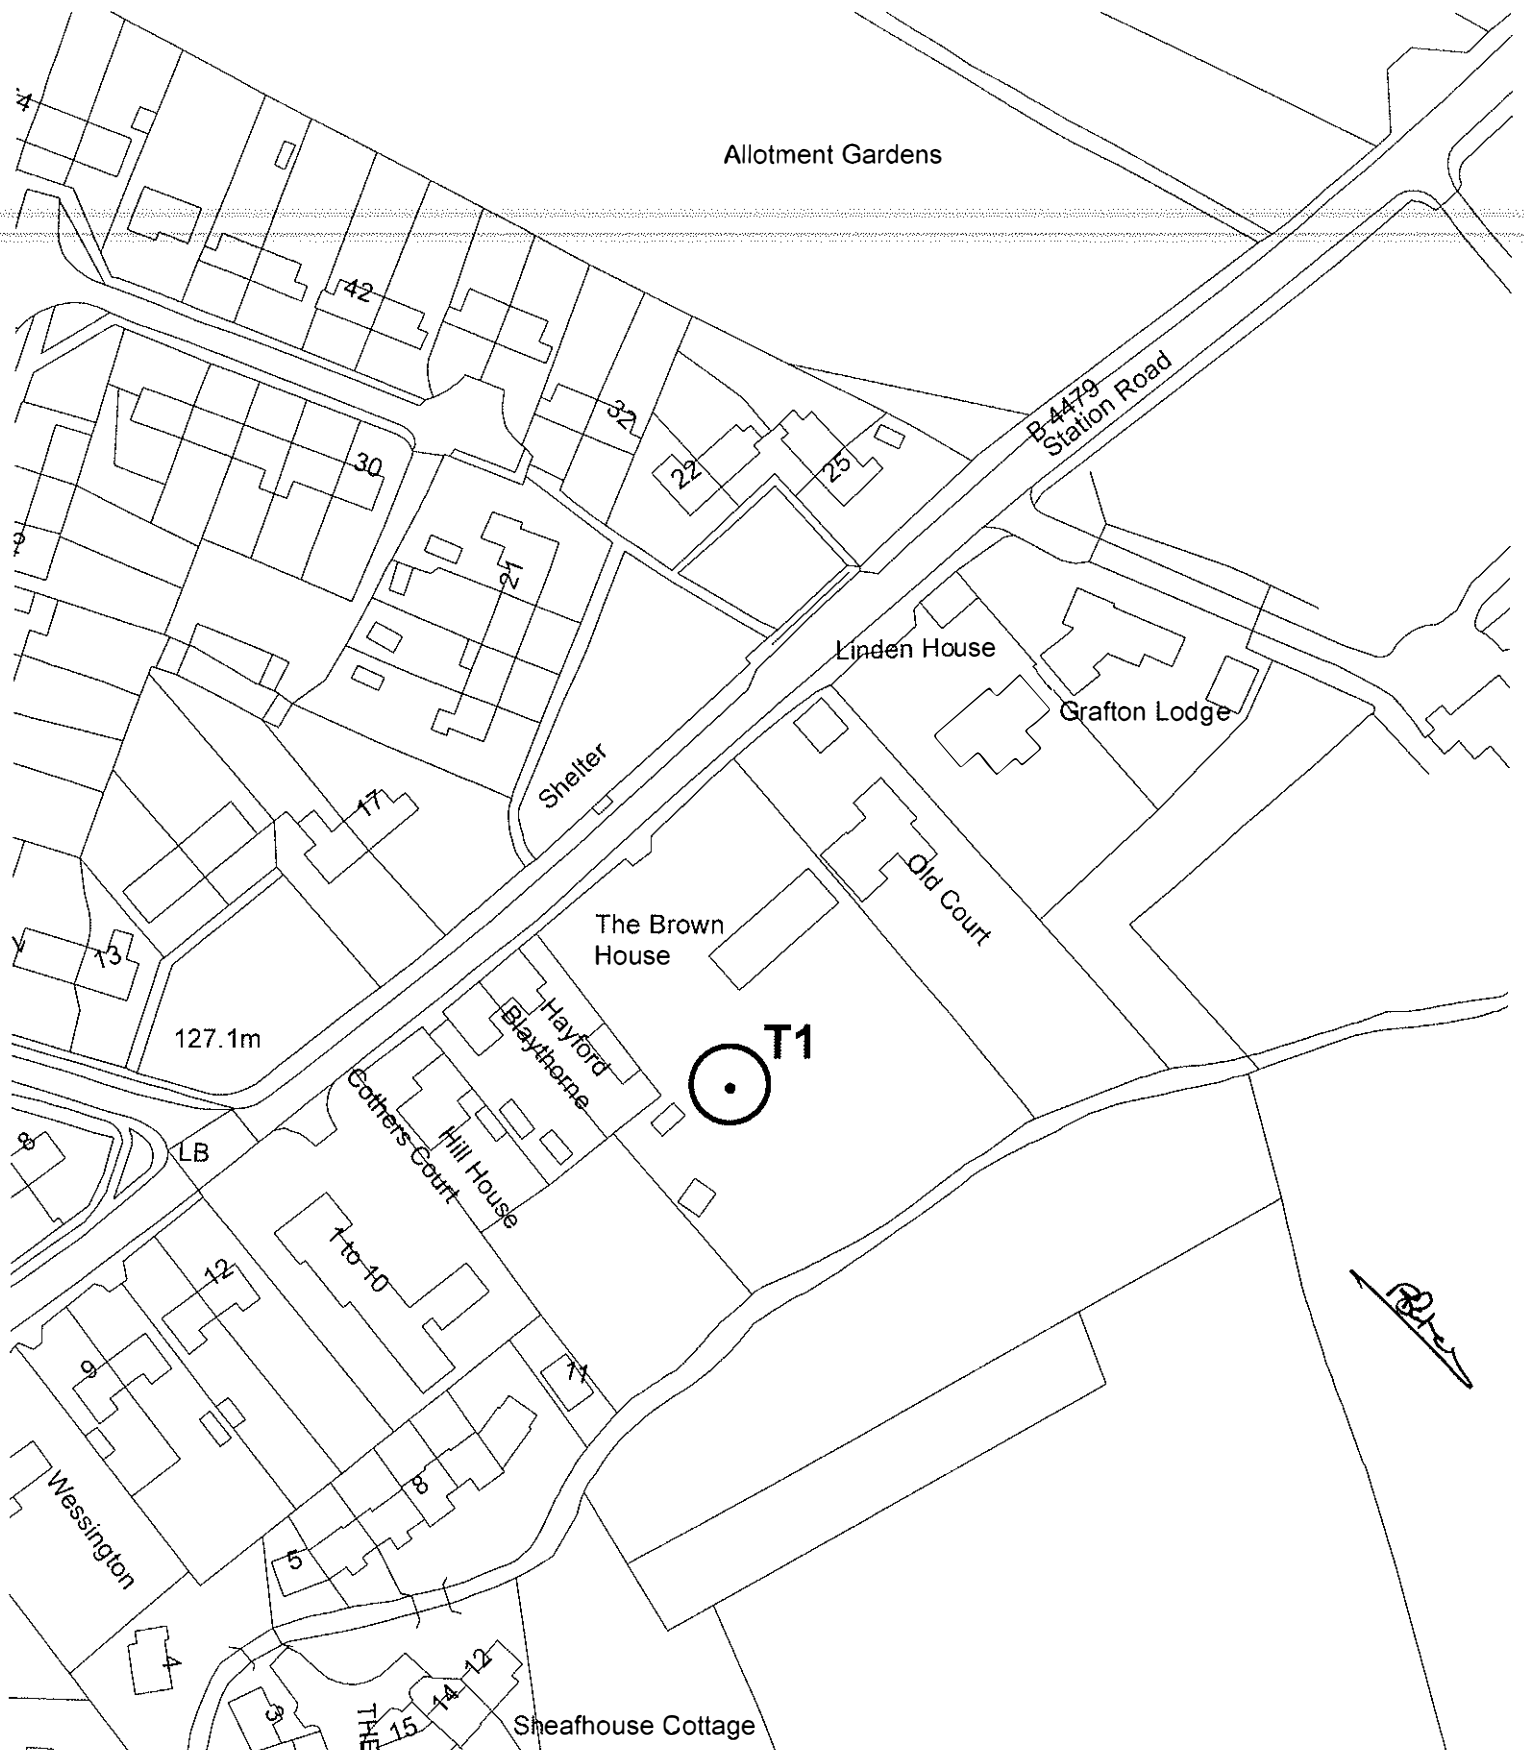 Allotment Gardens
42
32
B 4479
Station Road
30
22
25
21
Linden House
Grafton Lodge
Shelter
17
Old Court
The Brown
House
13
127.1m
Hayford
Blaythorne
T1
Cothers Court
Hill House
8
LB
1 to 10
12
9
11
8
Wessington
5
4
12
14
3
15
THE
Sheafhouse Cottage